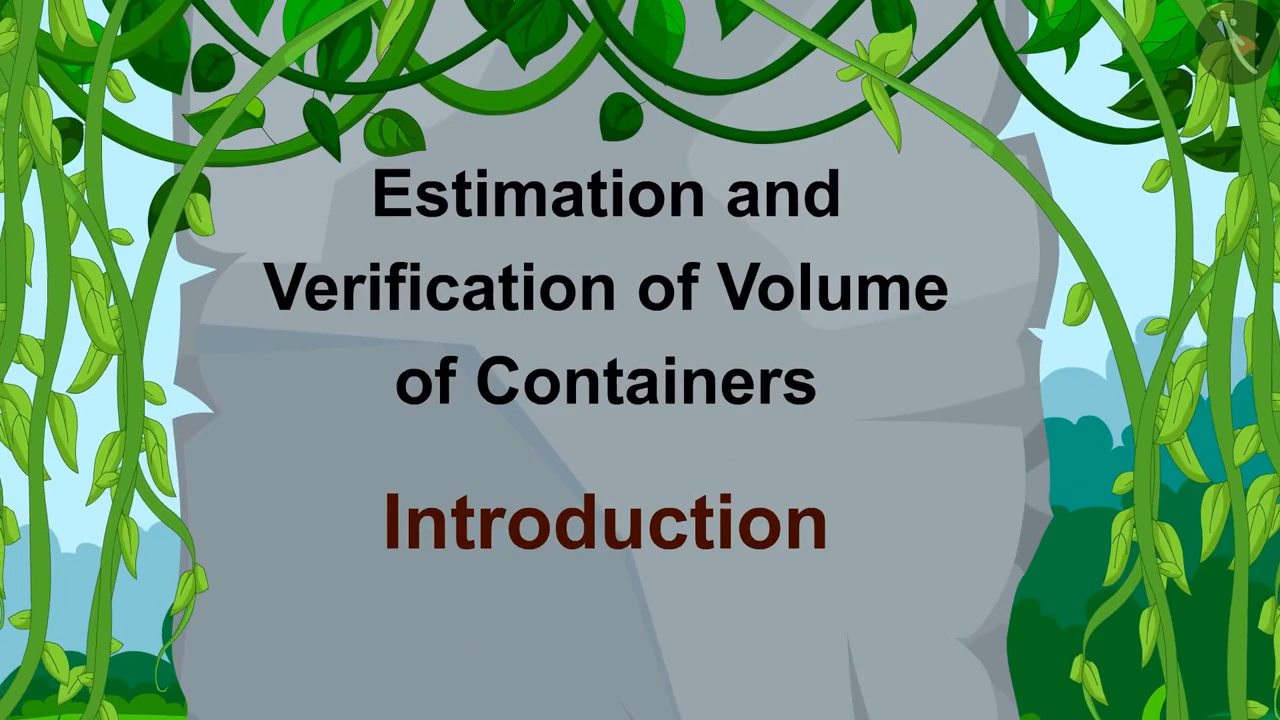 Estimation and
Verification of Volume
of Containers
Introduction